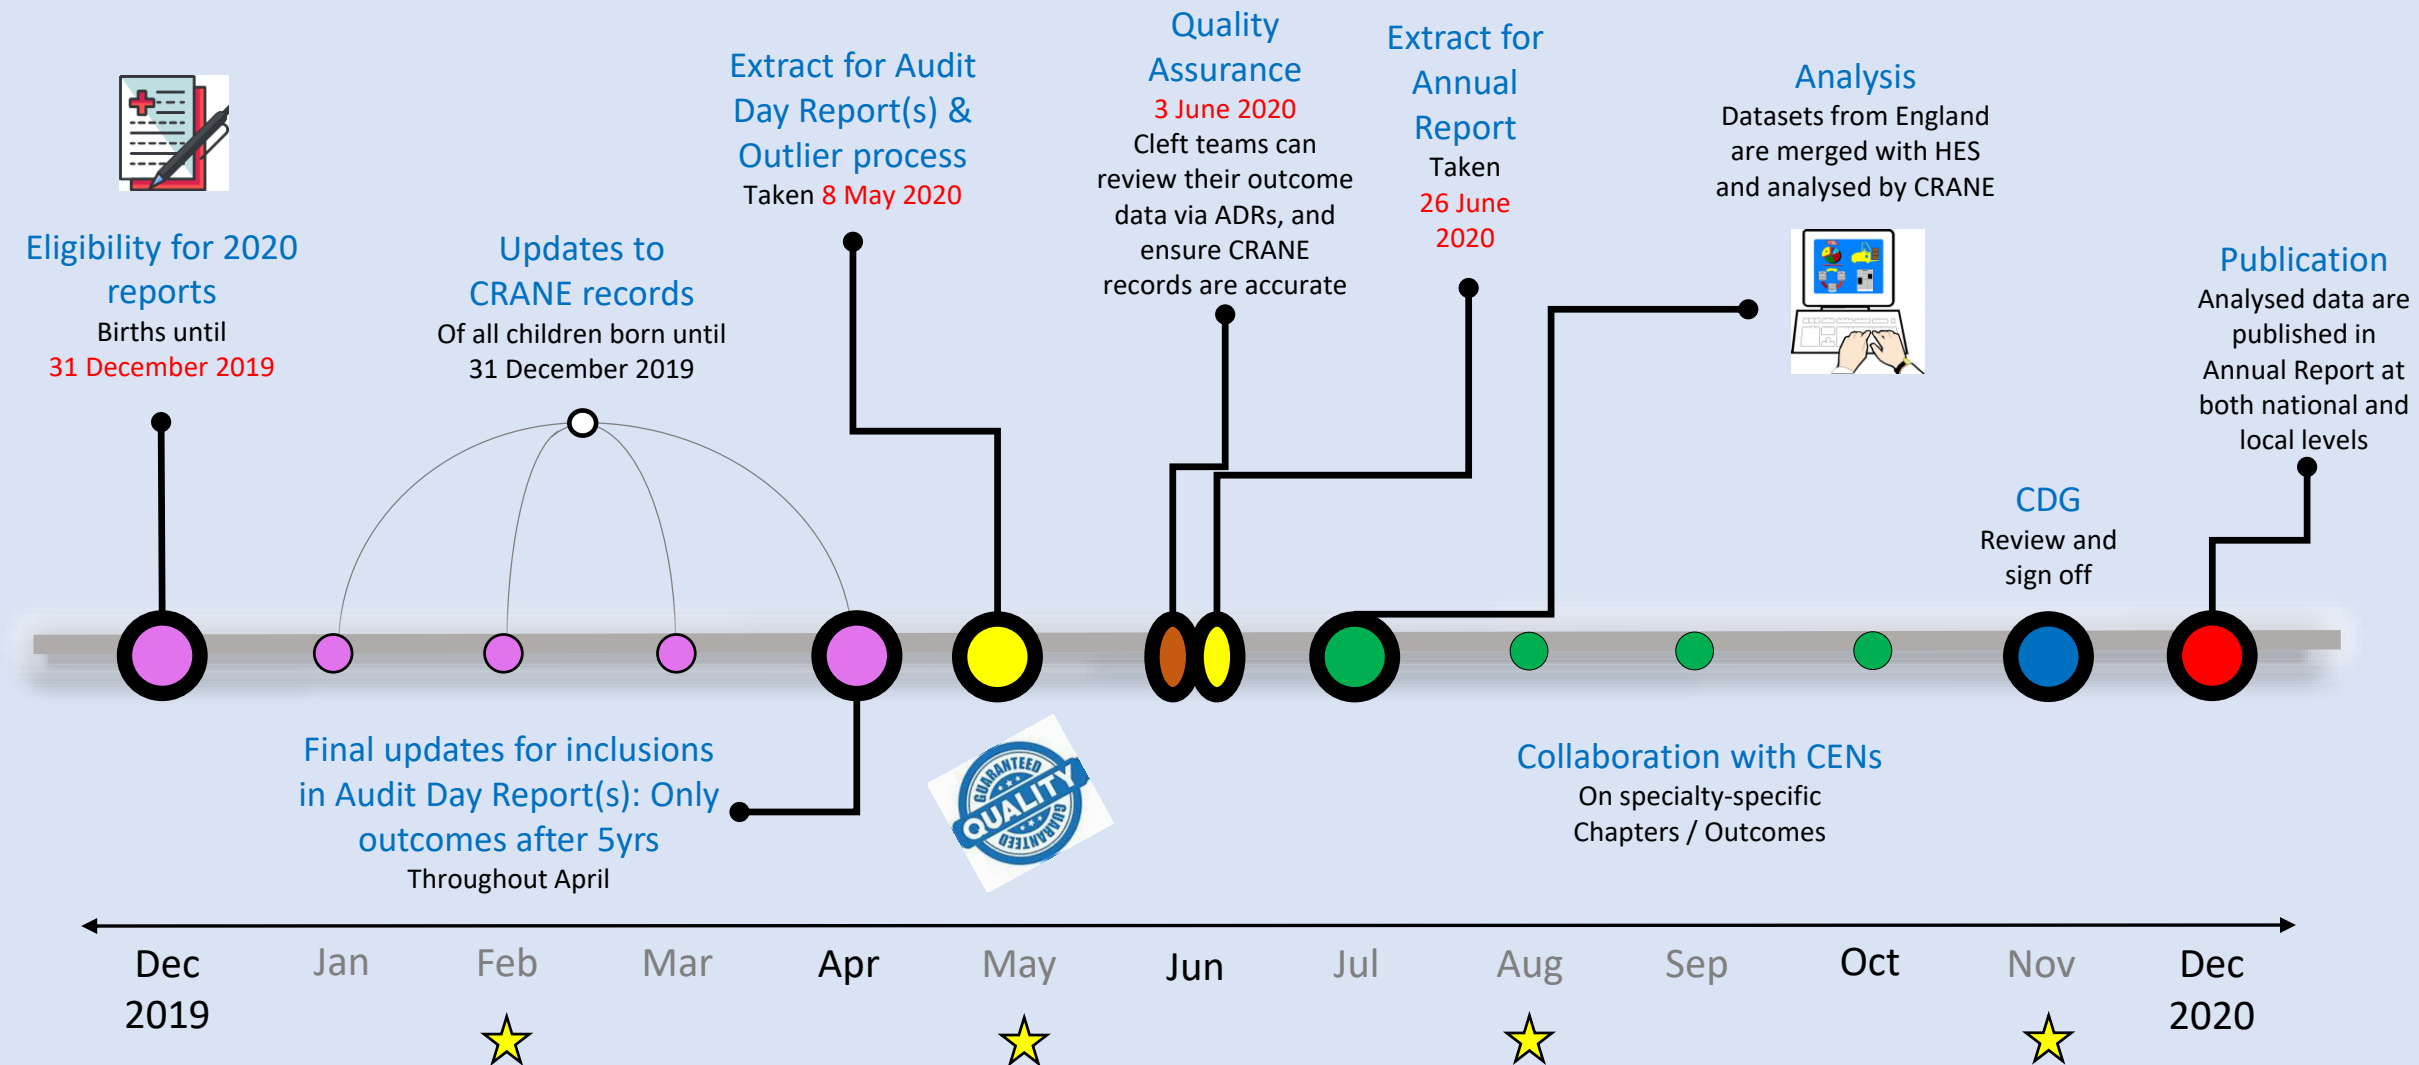 Eligibility for 2020
reports
Births until
31 December 2019
Updates to
CRANE records
Of all children born until
31 December 2019
Extract for Audit
Day Report(s) &
Outlier process
Taken 8 May 2020
Quality
Assurance
3 June 2020
Cleft teams can
review their outcome
data via ADRs, and
ensure CRANE
records are accurate
Extract for
Annual
Report
Taken
26 June
2020
Analysis
Datasets from England
are merged with HES
and analysed by CRANE
Publication
Analysed data are
published in
Annual Report at
both national and
local levels
CDG
Review and
sign off
Final updates for inclusions
in Audit Day Report(s): Only
outcomes after 5yrs
Throughout April
GUARANTEED
QUALITY
GUARANTEED
Collaboration with CENs
On specialty-specific
Chapters / Outcomes
Dec Jan Feb Mar Apr May Jun Jul Aug Sep Oct Nov Dec
2019 2020